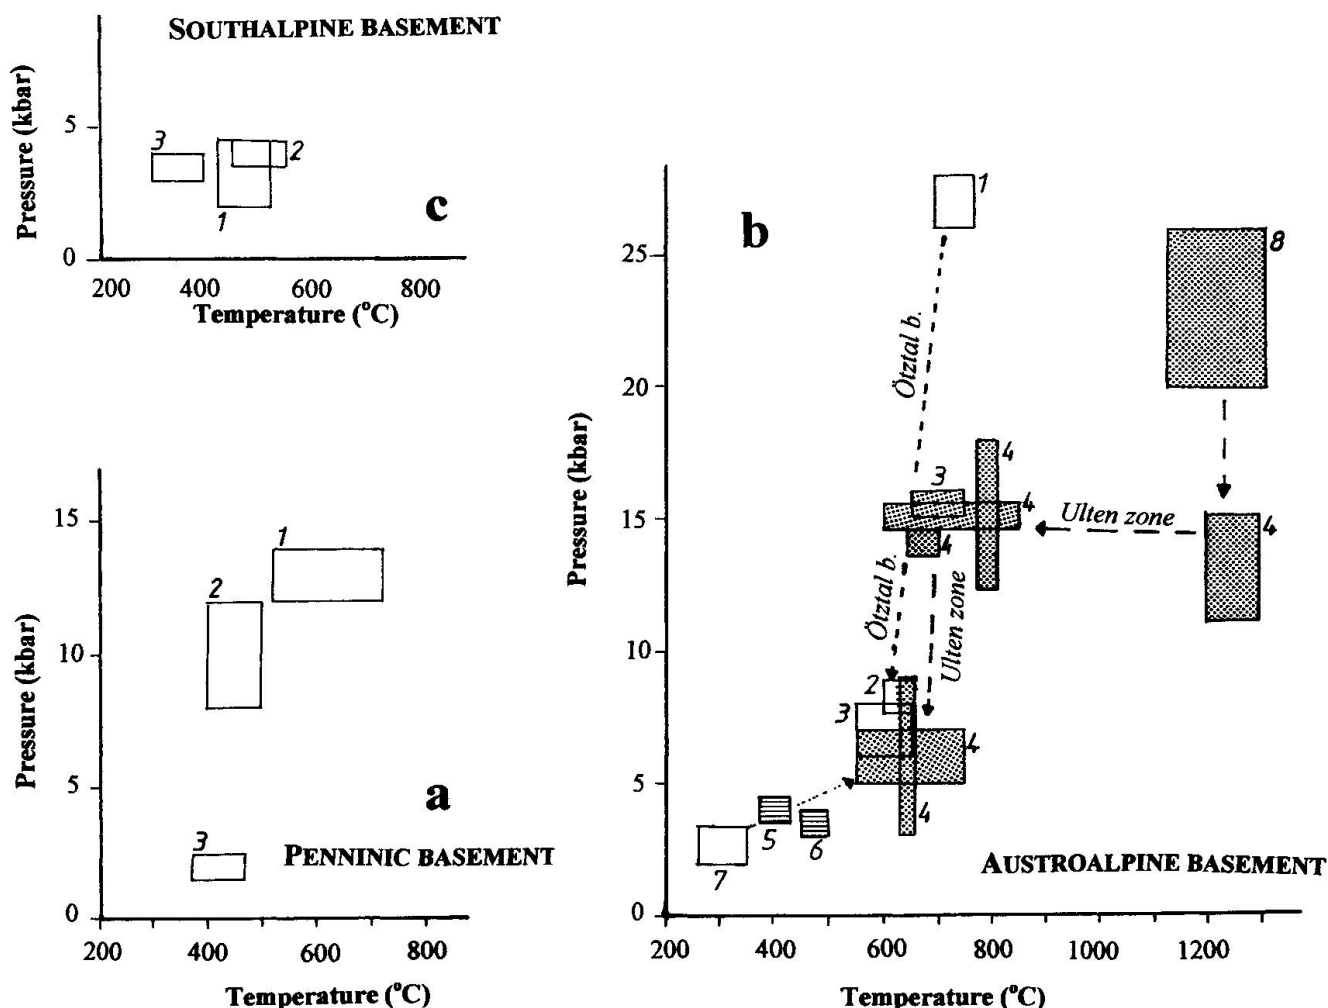 SOUTHALPINE BASEMENT
Pressure (kbar)
5
0
3
2
1
c
200 400 600 800
Temperature (°C)
Pressure (kbar)
15
10
5
0
1
2
3
a
PENNINIC BASEMENT
200 400 600 800
Temperature (°C)
b
Pressure (kbar)
25
20
15
10
5
0
1
8
Ötztal b.
4
3
4
Ulten zone
4
4
Ötztal b.
Ulten zone
2
3
4
4
5
6
7
AUSTROALPINE BASEMENT
200 400 600 800 1000 1200
Temperature (°C)